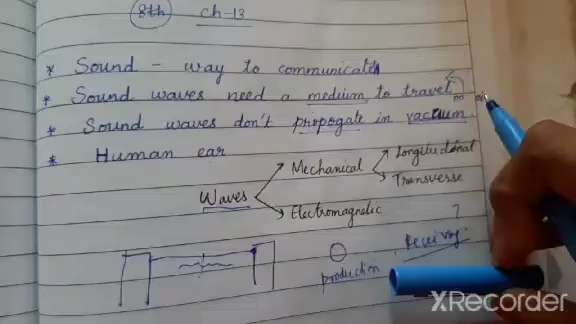 8th ch-13
* Sound - way to communicate
* Sound waves need a medium to travel
* Sound waves don't propogate in vacuum.
* Human ear
Waves
Mechanical
Longitudinal
Transverse
Electromagnetic
?
production
Receiving
XRecorder